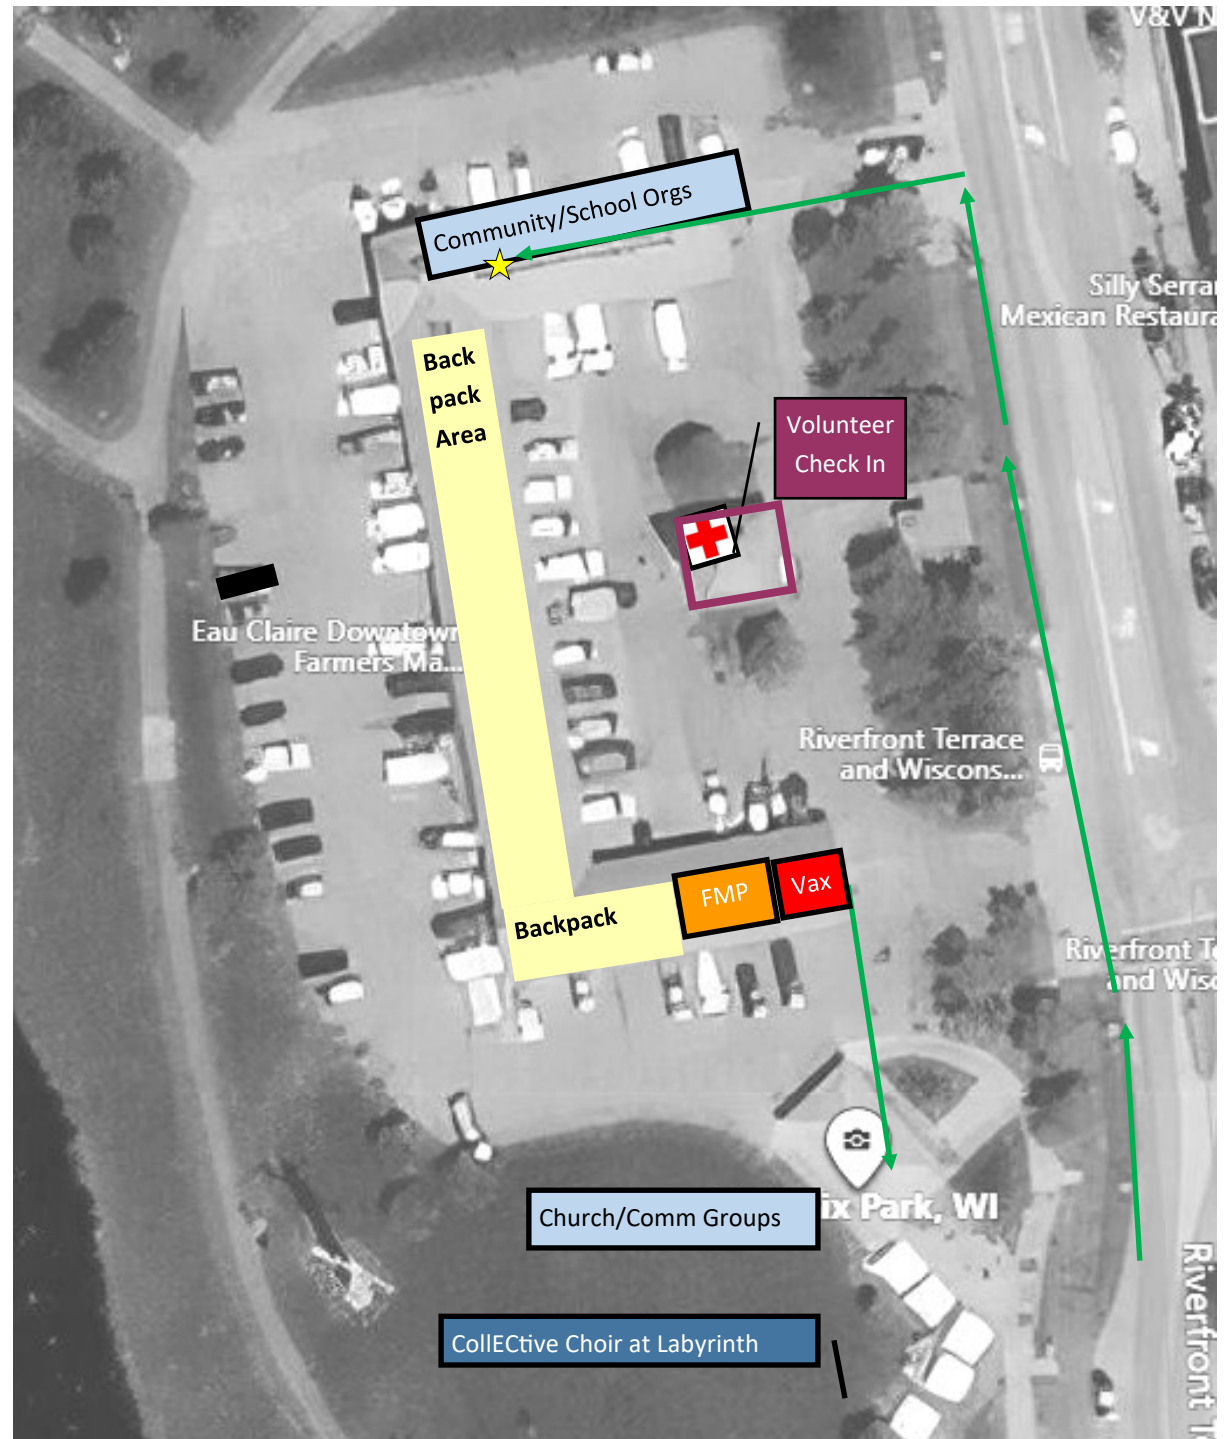 V&V N
Community/School Orgs
Silly Serran
Mexican Restaura
Back
pack
Area
Volunteer
Check In
Eau Claire Downtown
Farmers Ma...
Riverfront Terrace
and Wiscons...
FMP
Vax
Backpack
Riverfront Te
and Wisc
ix Park, WI
Church/Comm Groups
CollECtive Choir at Labyrinth
Riverfront T